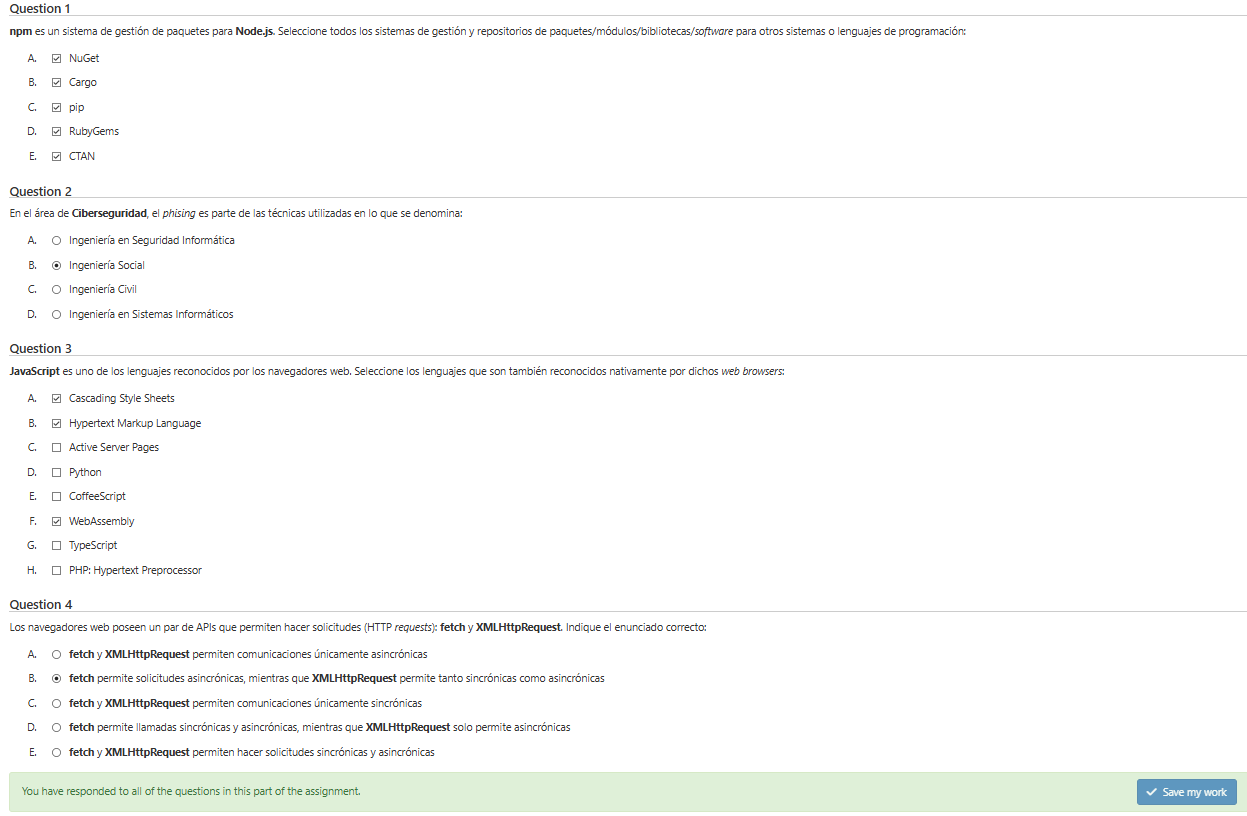 Question 1
npm es un sistema de gestión de paquetes para Node.js. Seleccione todos los sistemas de gestión y repositorios de paquetes/módulos/bibliotecas/software para otros sistemas o lenguajes de programación:
A. NuGet
B. Cargo
C. pip
D. RubyGems
E. CTAN
Question 2
En el área de Ciberseguridad, el phising es parte de las técnicas utilizadas en lo que se denomina:
A. Ingeniería en Seguridad Informática
B. Ingeniería Social
C. Ingeniería Civil
D. Ingeniería en Sistemas Informáticos
Question 3
JavaScript es uno de los lenguajes reconocidos por los navegadores web. Seleccione los lenguajes que son también reconocidos nativamente por dichos web browsers:
A. Cascading Style Sheets
B. Hypertext Markup Language
C. Active Server Pages
D. Python
E. CoffeeScript
F. WebAssembly
G. TypeScript
H. PHP: Hypertext Preprocessor
Question 4
Los navegadores web poseen un par de APIs que permiten hacer solicitudes (HTTP requests): fetch y XMLHttpRequest. Indique el enunciado correcto:
A. fetch y XMLHttpRequest permiten comunicaciones únicamente asincrónicas
B. fetch permite solicitudes asincrónicas, mientras que XMLHttpRequest permite tanto sincrónicas como asincrónicas
C. fetch y XMLHttpRequest permiten comunicaciones únicamente sincrónicas
D. fetch permite llamadas sincrónicas y asincrónicas, mientras que XMLHttpRequest solo permite asincrónicas
E. fetch y XMLHttpRequest permiten hacer solicitudes sincrónicas y asincrónicas
You have responded to all of the questions in this part of the assignment.
Save my work